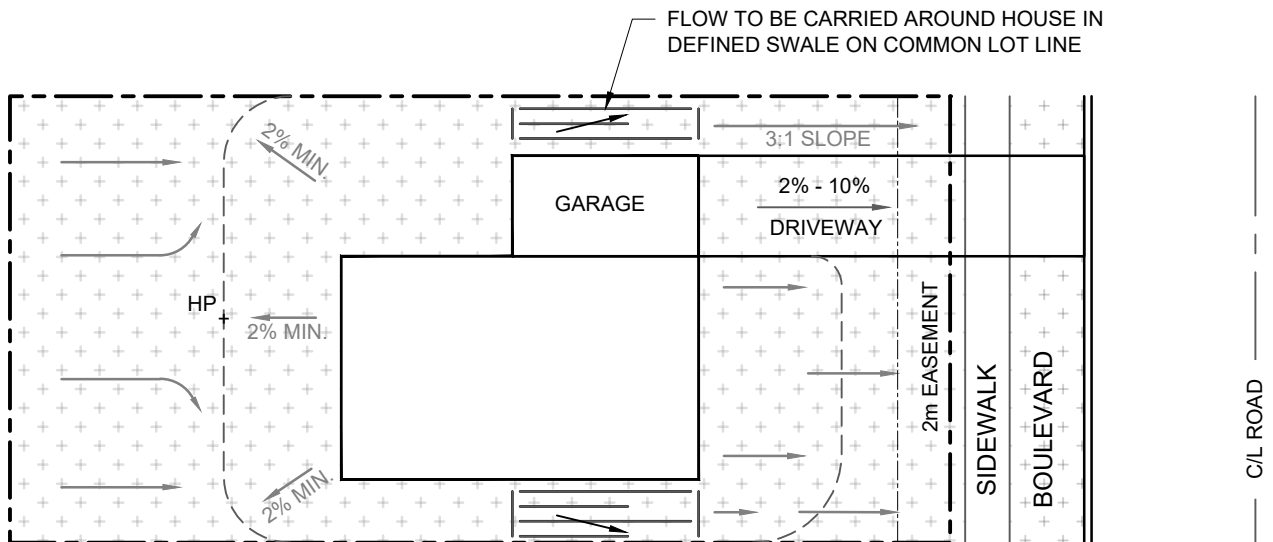 FLOW TO BE CARRIED AROUND HOUSE IN
DEFINED SWALE ON COMMON LOT LINE
2% MIN.
3:1 SLOPE
2% - 10%
GARAGE
DRIVEWAY
HP
2% MIN.
2% MIN.
2m EASEMENT
SIDEWALK
BOULEVARD
C/L ROAD